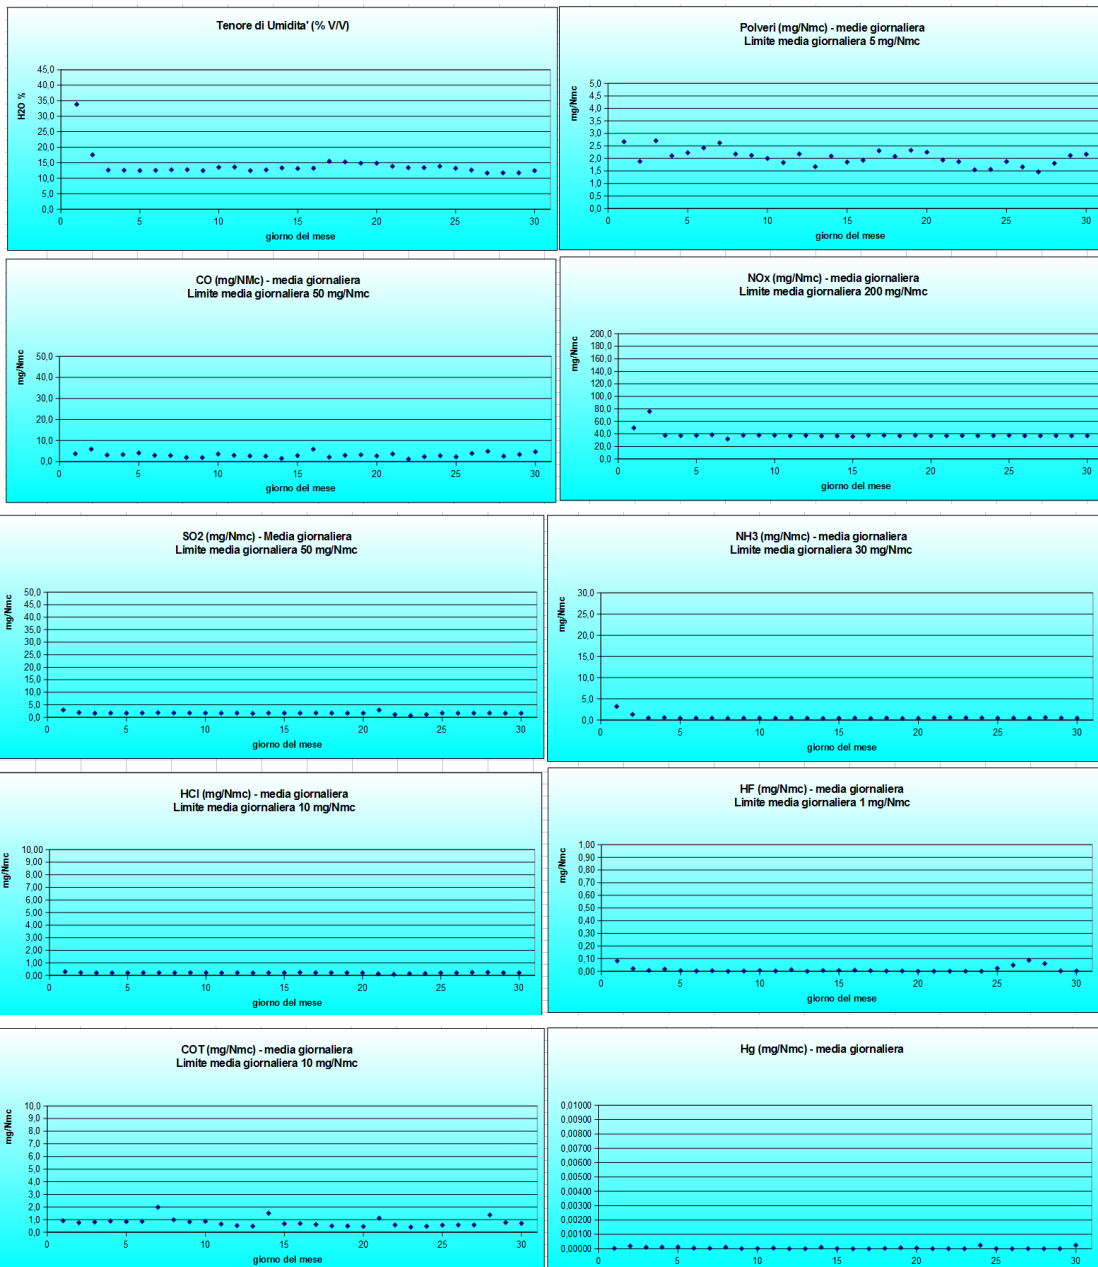 Tenore di Umidita' (% V/V)
H2O %
45,0
40,0
35,0
30,0
25,0
20,0
15,0
10,0
5,0
0,0
0 5 10 15 20 25 30
giorno del mese
Polveri (mg/Nmc) - medie giornaliera
Limite media giornaliera 5 mg/Nmc
mg/Nmc
5,0
4,5
4,0
3,5
3,0
2,5
2,0
1,5
1,0
0,5
0,0
0 5 10 15 20 25 30
giorno del mese
CO (mg/NMc) - media giornaliera
Limite media giornaliera 50 mg/Nmc
mg/Nmc
50,0
40,0
30,0
20,0
10,0
0,0
0 5 10 15 20 25 30
giorno del mese
NOx (mg/Nmc) - media giornaliera
Limite media giornaliera 200 mg/Nmc
mg/Nmc
200,0
180,0
160,0
140,0
120,0
100,0
80,0
60,0
40,0
20,0
0,0
0 5 10 15 20 25 30
giorno del mese
SO2 (mg/Nmc) - Media giornaliera
Limite media giornaliera 50 mg/Nmc
mg/Nmc
50,0
45,0
40,0
35,0
30,0
25,0
20,0
15,0
10,0
5,0
0,0
0 5 10 15 20 25 30
giorno del mese
NH3 (mg/Nmc) - media giornaliera
Limite media giornaliera 30 mg/Nmc
mg/Nmc
30,0
25,0
20,0
15,0
10,0
5,0
0,0
0 5 10 15 20 25 30
giorno del mese
HCl (mg/Nmc) - media giornaliera
Limite media giornaliera 10 mg/Nmc
mg/Nmc
10,00
9,00
8,00
7,00
6,00
5,00
4,00
3,00
2,00
1,00
0,00
0 5 10 15 20 25 30
giorno del mese
HF (mg/Nmc) - media giornaliera
Limite media giornaliera 1 mg/Nmc
mg/Nmc
1,00
0,90
0,80
0,70
0,60
0,50
0,40
0,30
0,20
0,10
0,00
0 5 10 15 20 25 30
giorno del mese
COT (mg/Nmc) - media giornaliera
Limite media giornaliera 10 mg/Nmc
mg/Nmc
10,0
9,0
8,0
7,0
6,0
5,0
4,0
3,0
2,0
1,0
0,0
0 5 10 15 20 25 30
giorno del mese
Hg (mg/Nmc) - media giornaliera
mg/Nmc
0,01000
0,00900
0,00800
0,00700
0,00600
0,00500
0,00400
0,00300
0,00200
0,00100
0,00000
0 5 10 15 20 25 30
giorno del mese